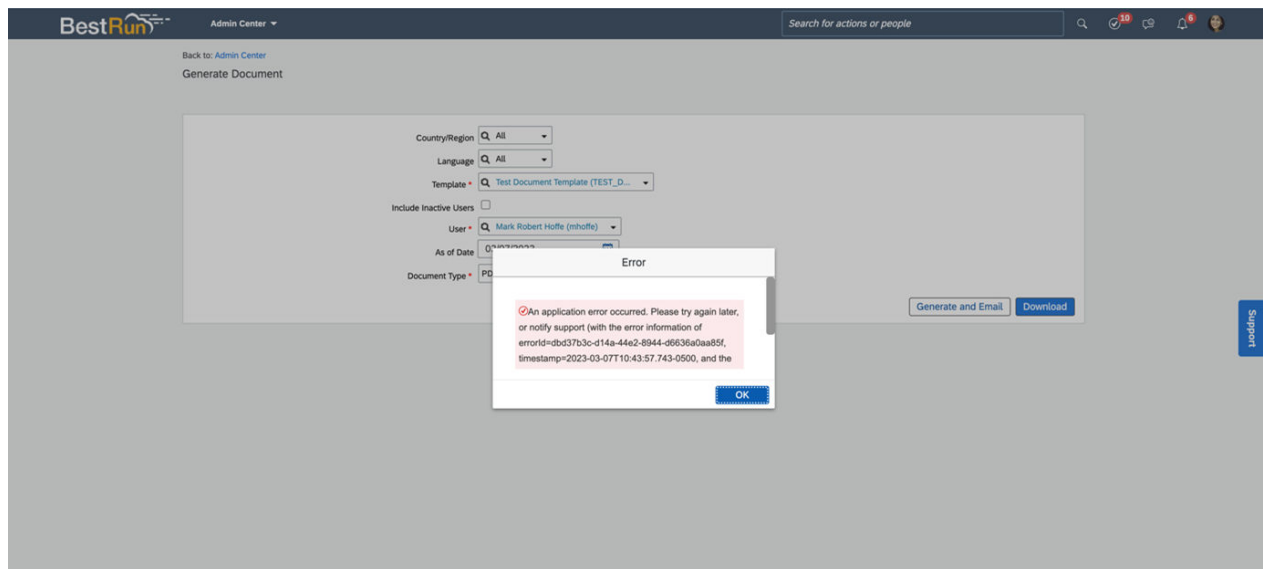 BestRun
Admin Center
Search for actions or people
10
6
Back to: Admin Center
Generate Document
Country/Region All
Language All
Template * Test Document Template (TEST_D...
Include Inactive Users
User * Mark Robert Hoffe (mhoffe)
As of Date
Document Type * PD
Error
An application error occurred. Please try again later,
or notify support (with the error information of
errorId=dbd37b3c-d14a-44e2-8944-d6636a0aa85f,
timestamp=2023-03-07T10:43:57.743-0500, and the
OK
Generate and Email Download
Support